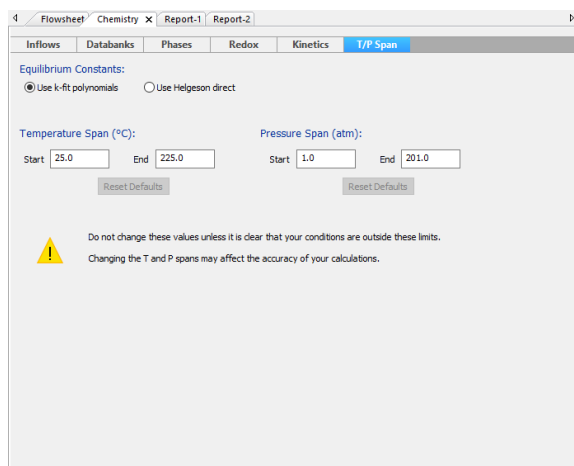 Flowsheet Chemistry Report-1 Report-2
Inflows Databanks Phases Redox Kinetics T/P Span
Equilibrium Constants:
Use k-fit polynomials Use Helgeson direct
Temperature Span (°C): Pressure Span (atm):
Start 25.0 End 225.0 Start 1.0 End 201.0
Reset Defaults Reset Defaults
Do not change these values unless it is clear that your conditions are outside these limits.
Changing the T and P spans may affect the accuracy of your calculations.